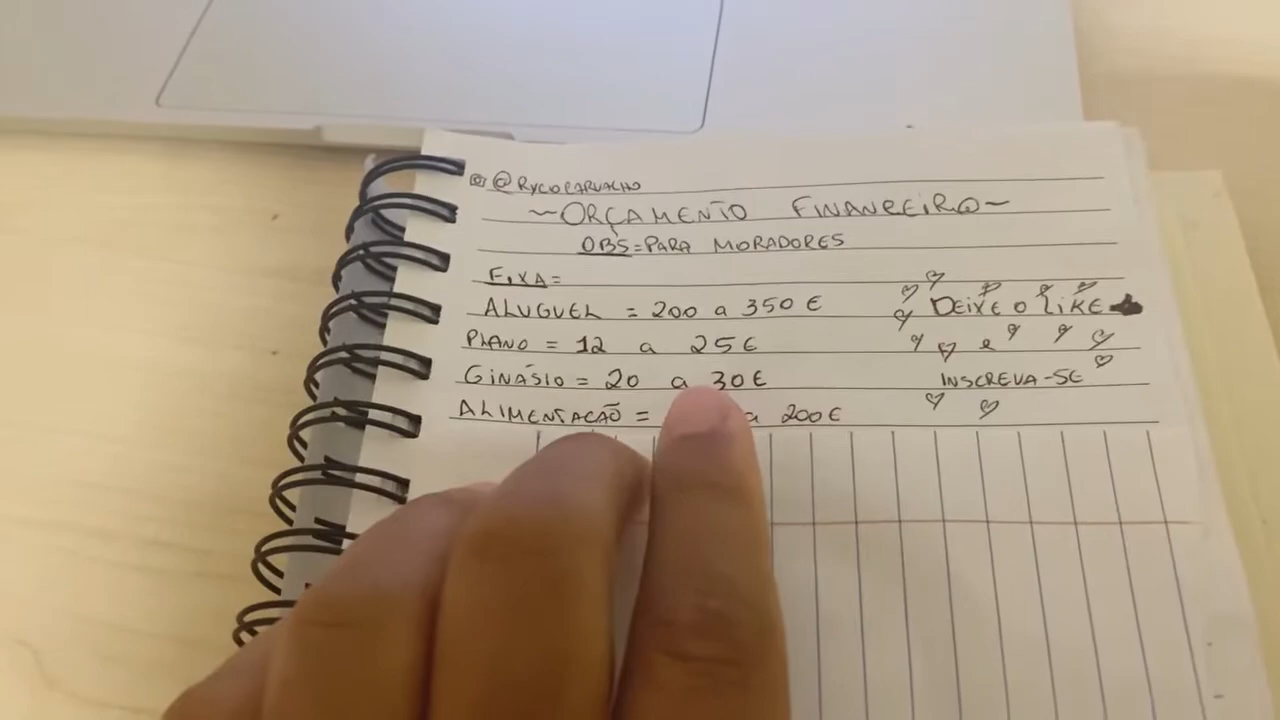 @RYCOCARVALHO
~ORÇAMENTO FINANCEIRO~
OBS=PARA MORADORES
FIXA=
ALUGUEL = 200 a 350 €
DEIXE O LIKE
PLANO = 12 a 25€
e
GINÁSIO = 20 a 30€
INSCREVA-SE
ALIMENTAÇÃO = a 200€